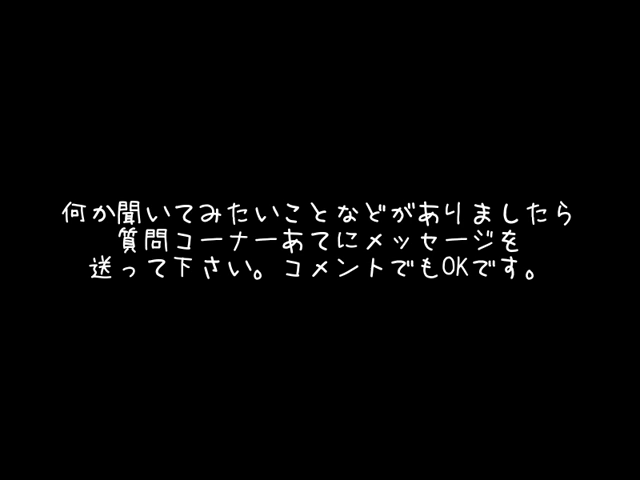 何か聞いてみたいことなどがありましたら
質問コーナーあてにメッセージを
送って下さい。コメントでもOKです。